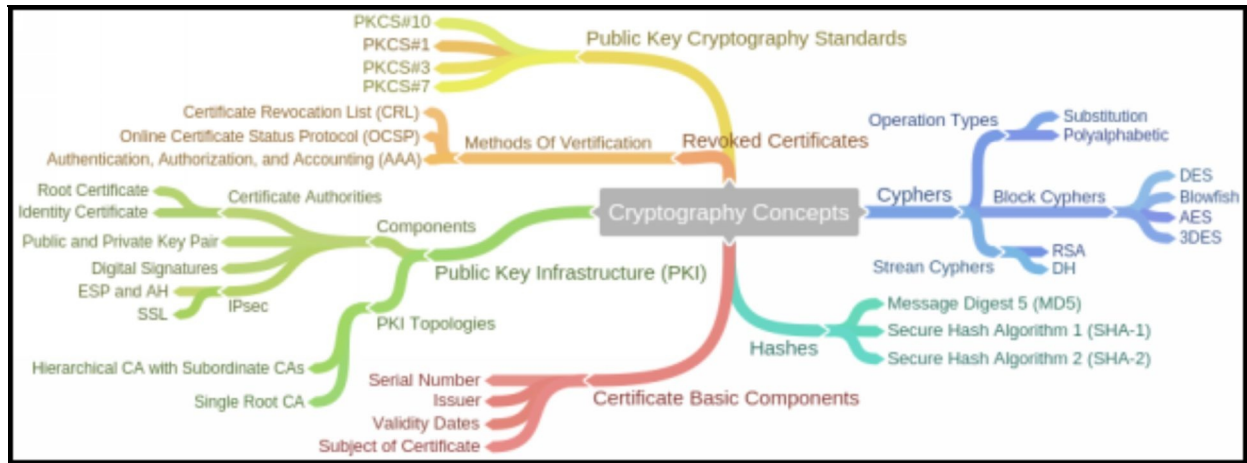 PKCS#10
PKCS#1
PKCS#3
PKCS#7
Public Key Cryptography Standards
Certificate Revocation List (CRL)
Online Certificate Status Protocol (OCSP)
Authentication, Authorization, and Accounting (AAA)
Methods Of Vertification
Revoked Certificates
Root Certificate
Identity Certificate
Certificate Authorities
Public and Private Key Pair
Digital Signatures
ESP and AH
SSL
IPsec
Components
Public Key Infrastructure (PKI)
PKI Topologies
Hierarchical CA with Subordinate CAs
Single Root CA
Serial Number
Issuer
Validity Dates
Subject of Certificate
Certificate Basic Components
Cryptography Concepts
Cyphers
Operation Types
Substitution
Polyalphabetic
Block Cyphers
DES
Blowfish
AES
3DES
Strean Cyphers
RSA
DH
Hashes
Message Digest 5 (MD5)
Secure Hash Algorithm 1 (SHA-1)
Secure Hash Algorithm 2 (SHA-2)